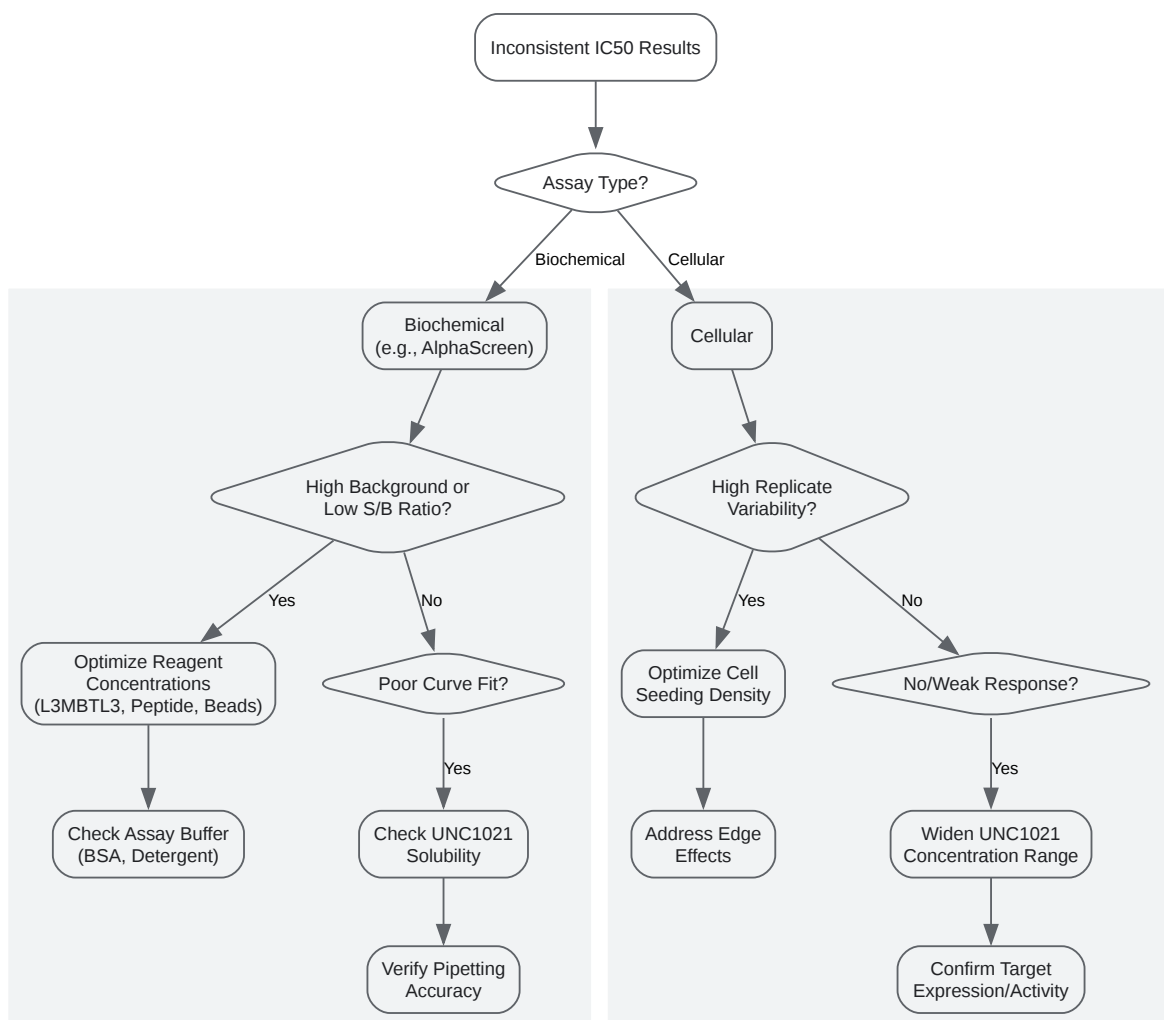 Inconsistent IC50 Results
Assay Type?
Biochemical
Cellular
Biochemical
(e.g., AlphaScreen)
Cellular
High Background or
Low S/B Ratio?
High Replicate
Variability?
Yes
No
Yes
No
Optimize Reagent
Concentrations
(L3MBTL3, Peptide, Beads)
Poor Curve Fit?
Optimize Cell
Seeding Density
No/Weak Response?
Yes
Yes
Check Assay Buffer
(BSA, Detergent)
Check UNC1021
Solubility
Address Edge
Effects
Widen UNC1021
Concentration Range
Verify Pipetting
Accuracy
Confirm Target
Expression/Activity